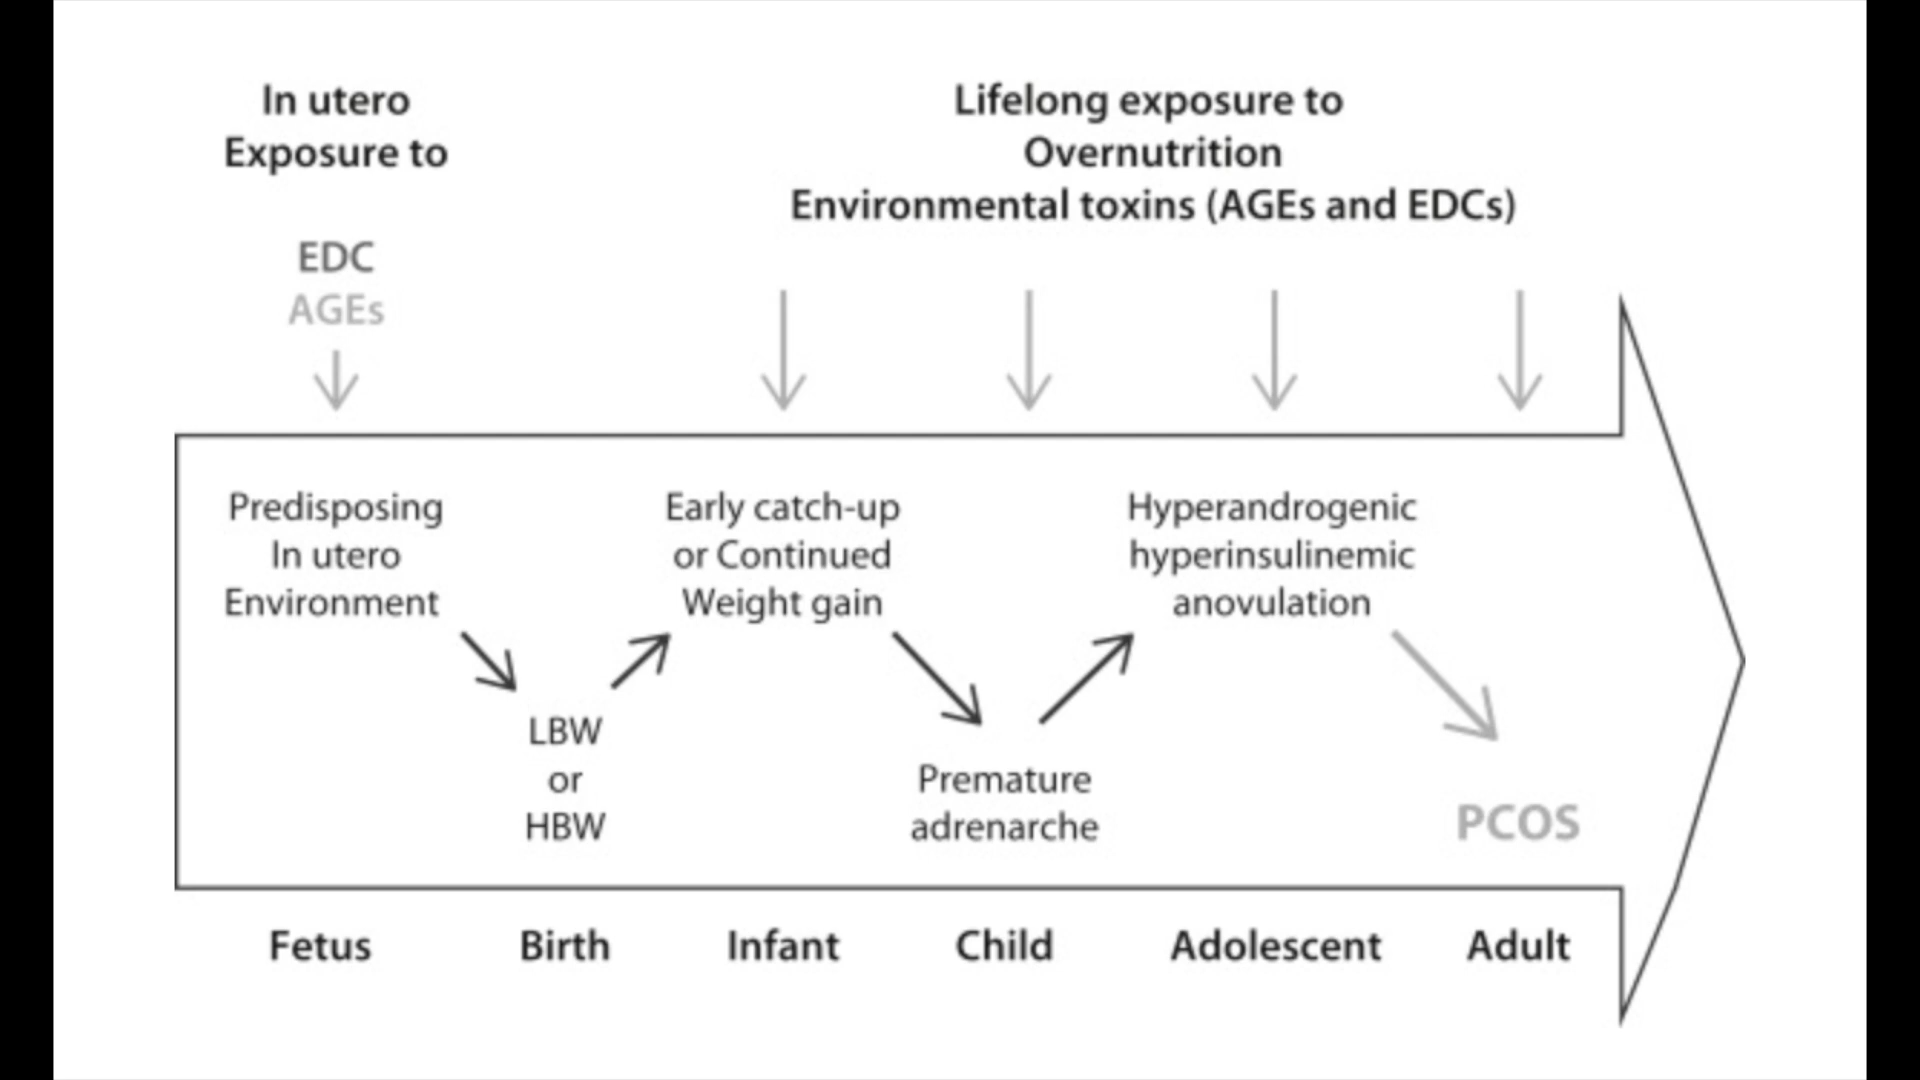 In utero
Exposure to
EDC
AGEs
Lifelong exposure to
Overnutrition
Environmental toxins (AGEs and EDCs)
Predisposing
In utero
Environment
LBW
or
HBW
Early catch-up
or Continued
Weight gain
Premature
adrenarche
Hyperandrogenic
hyperinsulinemic
anovulation
PCOS
Fetus
Birth
Infant
Child
Adolescent
Adult